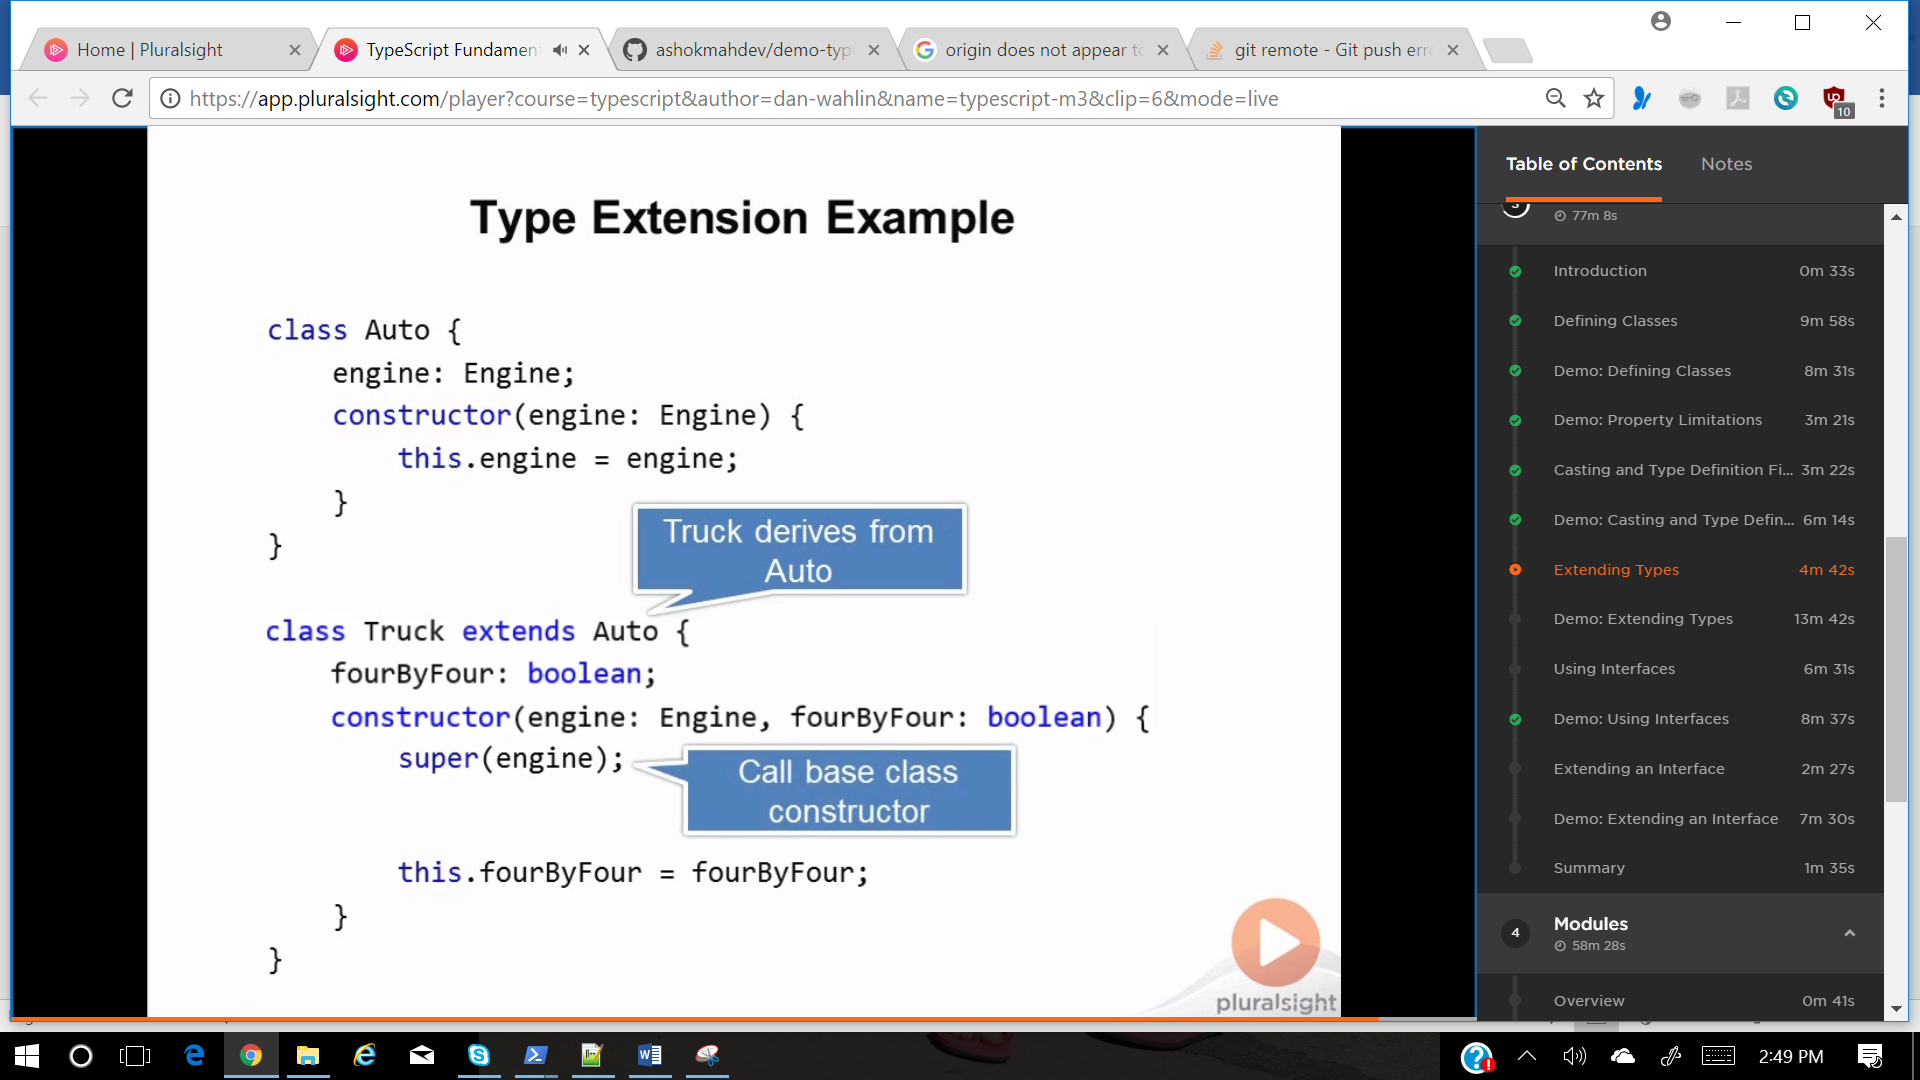 Home | Pluralsight
TypeScript Fundament
ashokmahdev/demo-typ
origin does not appear to
git remote - Git push erro
https://app.pluralsight.com/player?course=typescript&author=dan-wahlin&name=typescript-m3&clip=6&mode=live
10
Type Extension Example
class Auto {
engine: Engine;
constructor(engine: Engine) {
this.engine = engine;
}
}
Truck derives from
Auto
class Truck extends Auto {
fourByFour: boolean;
constructor(engine: Engine, fourByFour: boolean) {
super(engine);
Call base class
constructor
this.fourByFour = fourByFour;
}
}
pluralsight
Table of Contents
Notes
77m 8s
Introduction 0m 33s
Defining Classes 9m 58s
Demo: Defining Classes 8m 31s
Demo: Property Limitations 3m 21s
Casting and Type Definition Fi... 3m 22s
Demo: Casting and Type Defin... 6m 14s
Extending Types 4m 42s
Demo: Extending Types 13m 42s
Using Interfaces 6m 31s
Demo: Using Interfaces 8m 37s
Extending an Interface 2m 27s
Demo: Extending an Interface 7m 30s
Summary 1m 35s
4 Modules
58m 28s
Overview 0m 41s
2:49 PM